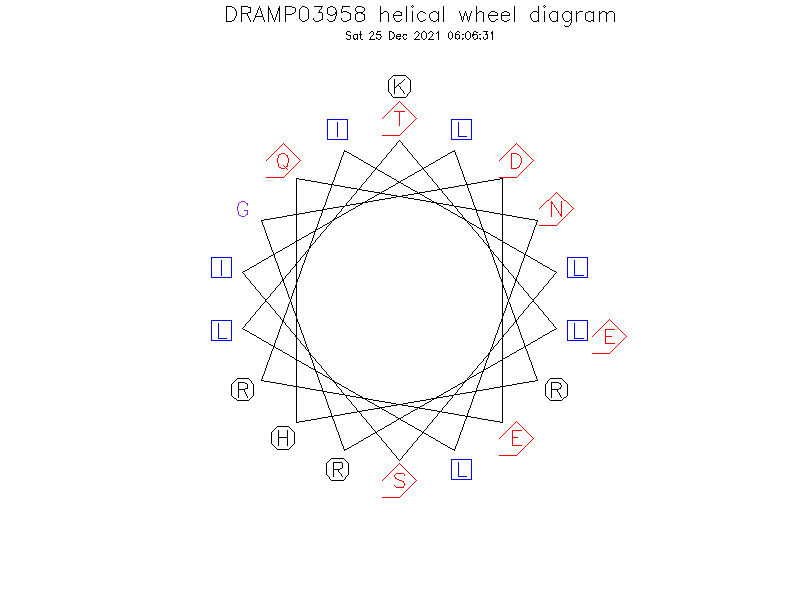 DRAMP03958 helical wheel diagram
Sat 25 Dec 2021 06:06:31
K
I T L
Q D
G N
I L
L L E
R R
H E
R S L